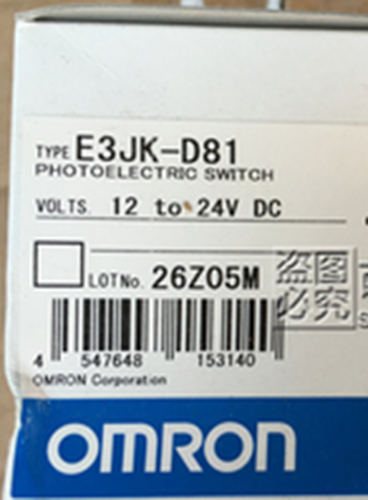 TYPE E3JK-D81
PHOTOELECTRIC SWITCH
VOLTS. 12 to 24V DC
LOT No. 26Z05M
盗图
必究
4 547648 153140
OMRON Corporation
OMRON